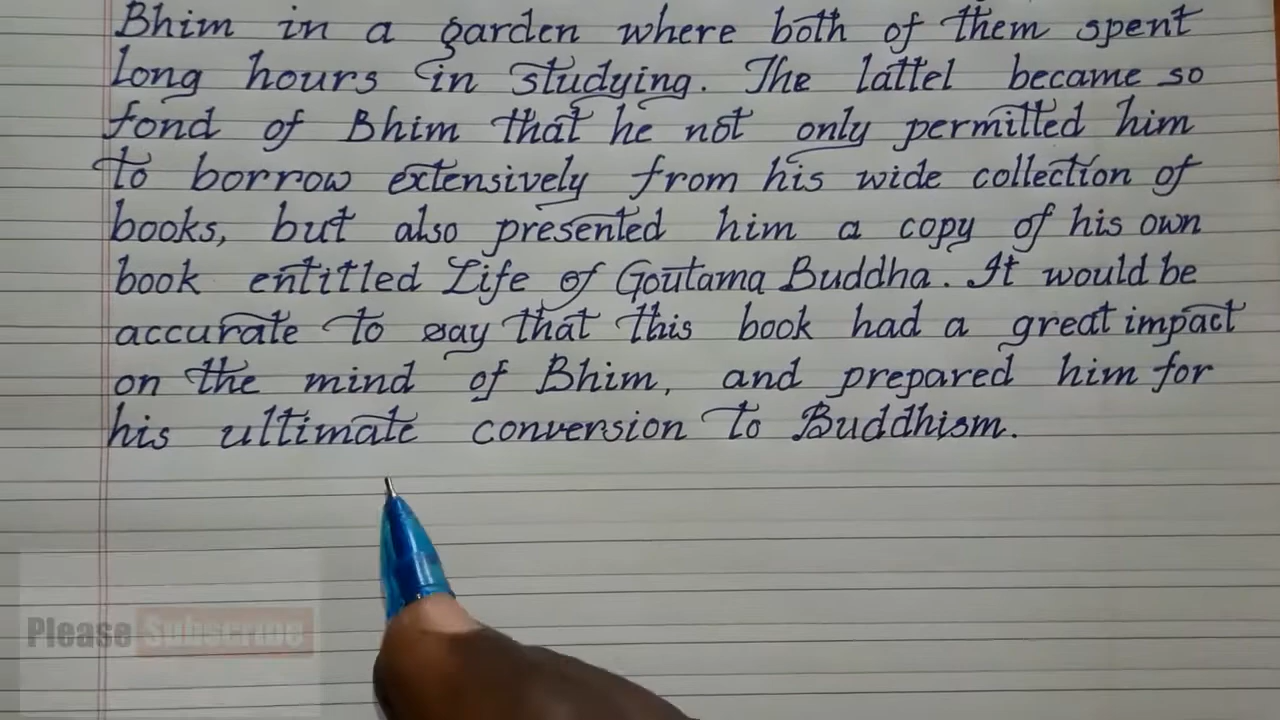 Bhim in a garden where both of them spent
long hours in studying. The lattel became so
fond of Bhim that he not only permitted him
to borrow extensively from his wide collection of
books, but also presented him a copy of his own
book entitled Life of Goutama Buddha. It would be
accurate to say that this book had a great impact
on the mind of Bhim, and prepared him for
his ultimate conversion to Buddhism.
Please Subscribe